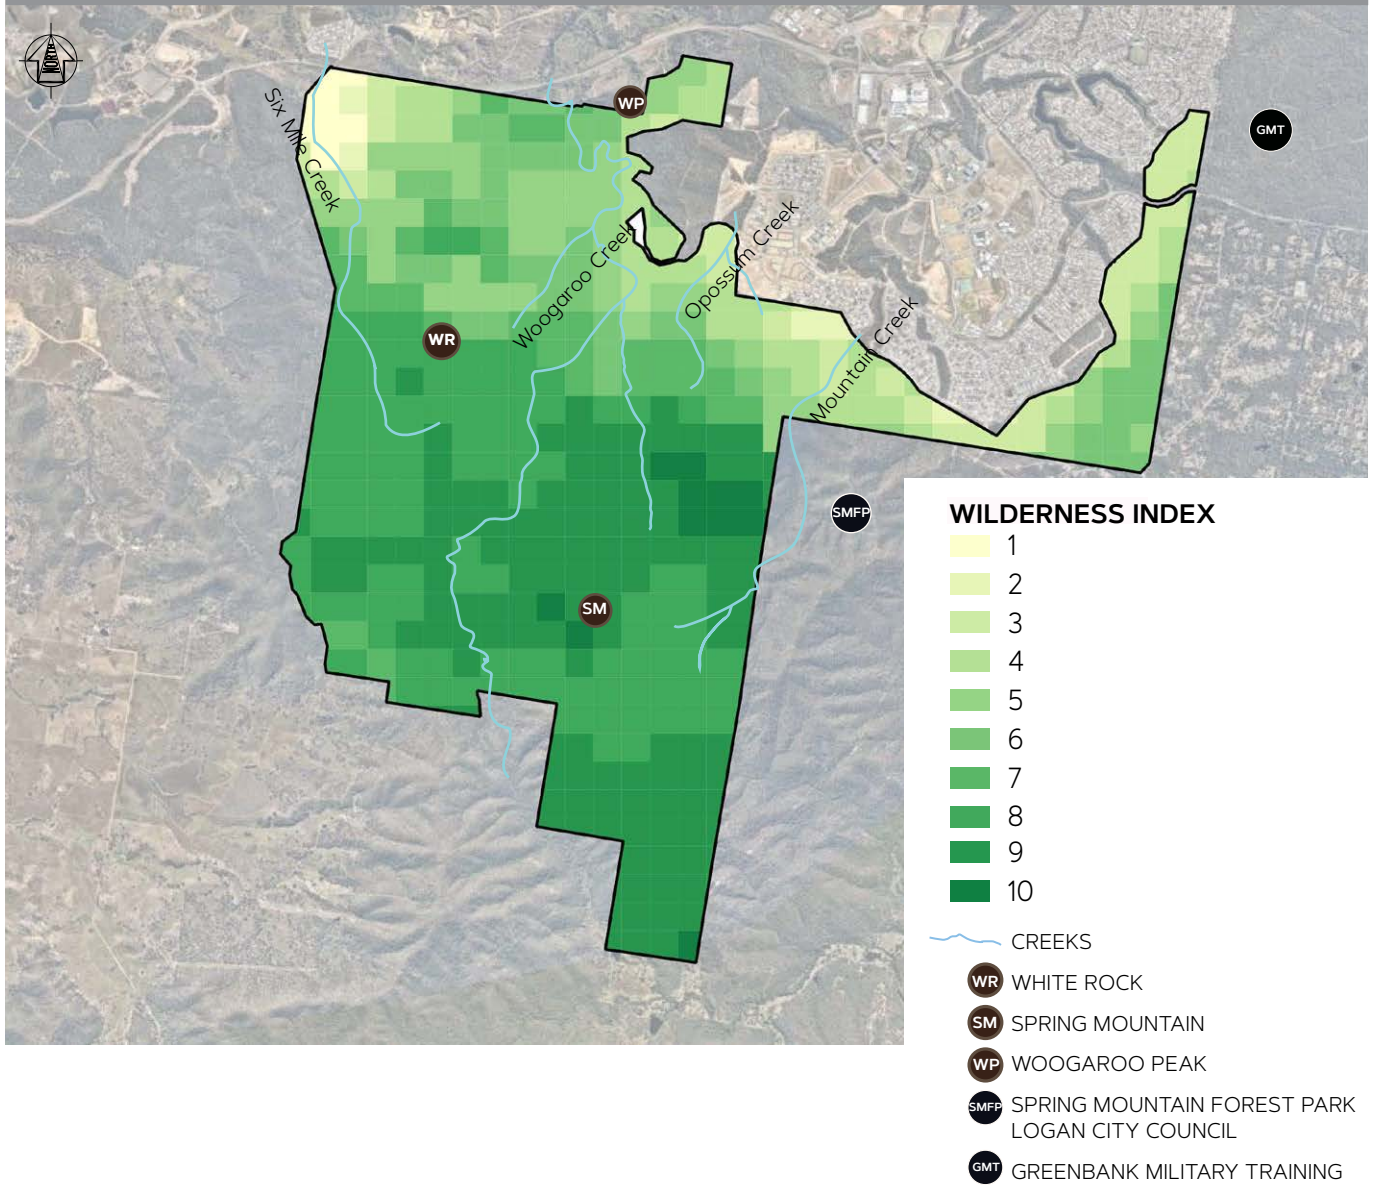 NORTH
WP
GMT
Six Mile Creek
Woogaroo Creek
Opossum Creek
Mountain Creek
WR
SMFP
SM
WILDERNESS INDEX
1
2
3
4
5
6
7
8
9
10
CREEKS
WR WHITE ROCK
SM SPRING MOUNTAIN
WP WOOGAROO PEAK
SMFP SPRING MOUNTAIN FOREST PARK
LOGAN CITY COUNCIL
GMT GREENBANK MILITARY TRAINING